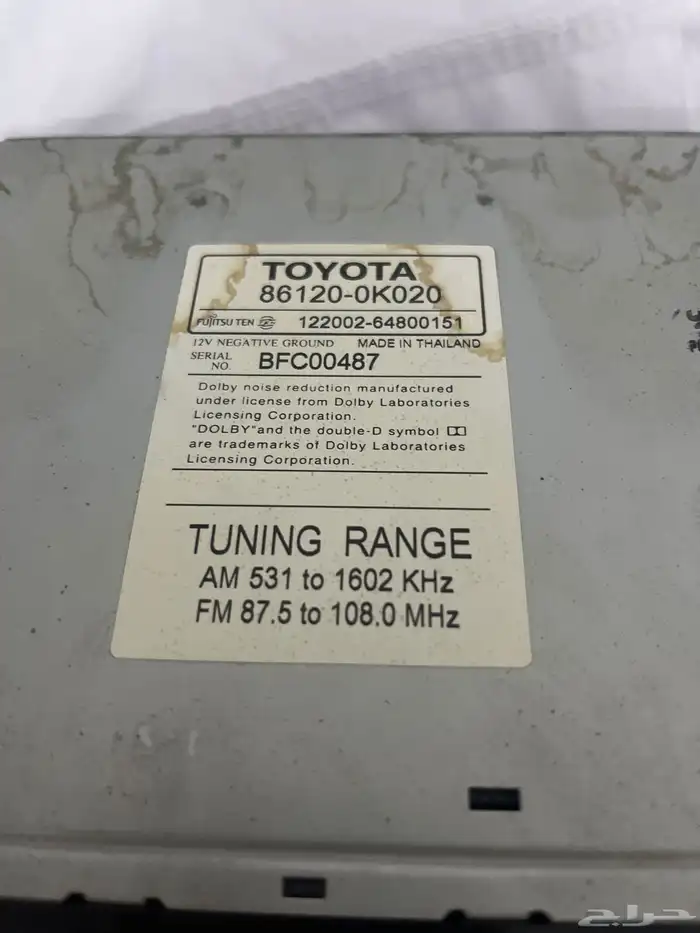 TOYOTA
86120-0K020
FUJITSU TEN 122002-64800151
12V NEGATIVE GROUND MADE IN THAILAND
SERIAL NO. BFC00487
Dolby noise reduction manufactured
under license from Dolby Laboratories
Licensing Corporation.
"DOLBY"and the double-D symbol
are trademarks of Dolby Laboratories
Licensing Corporation.
TUNING RANGE
AM 531 to 1602 KHz
FM 87.5 to 108.0 MHz
حراج